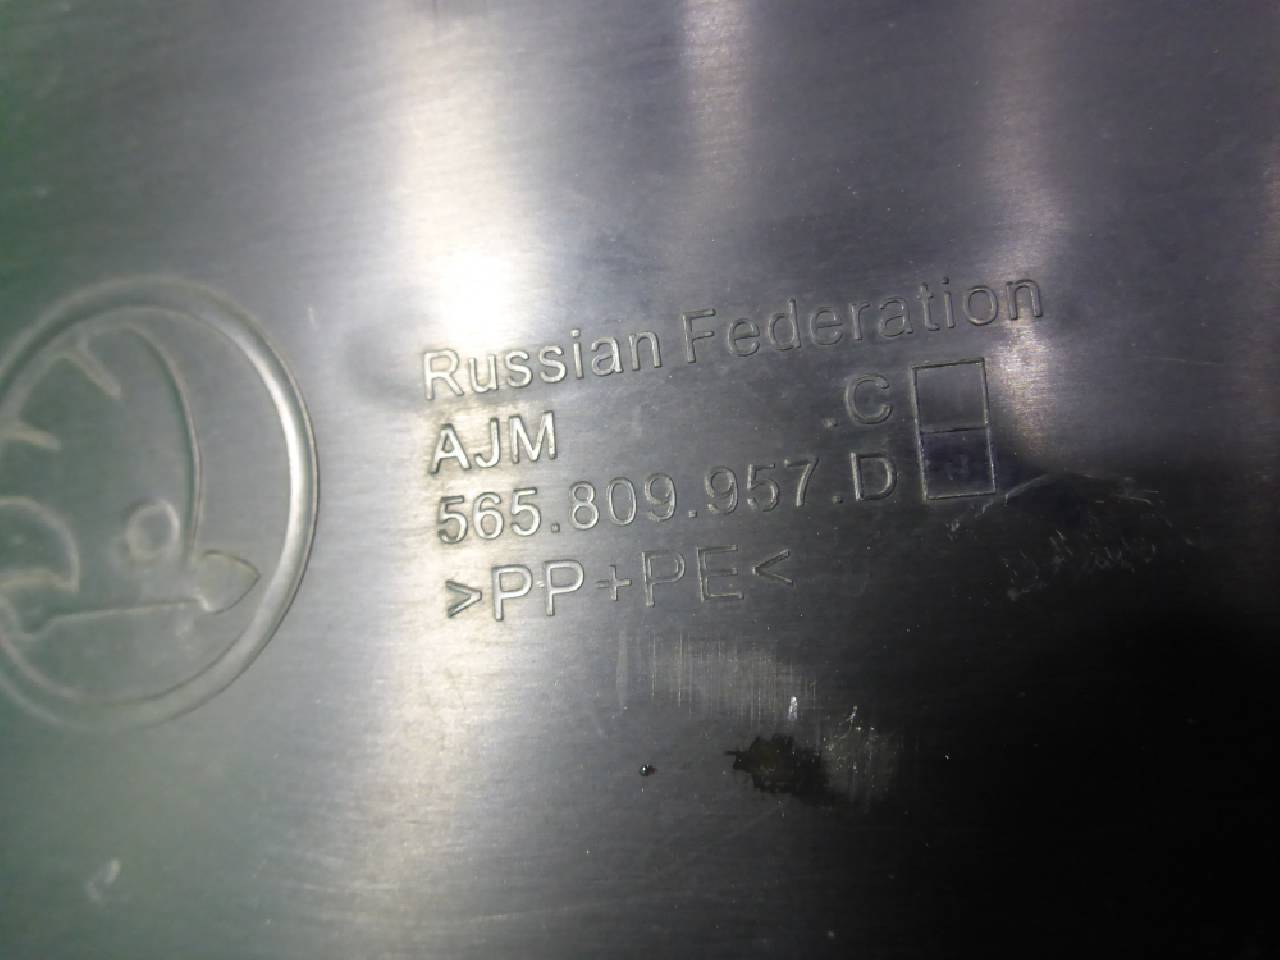 Russian Federation
AJM .C
565.809.957.D
>PP+PE<